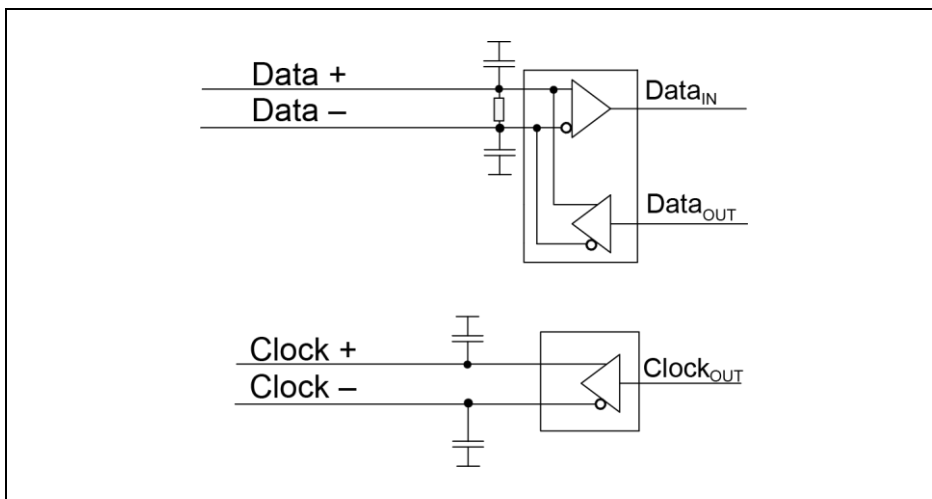 Data +
Data –
DataIN
DataOUT
Clock +
Clock –
ClockOUT